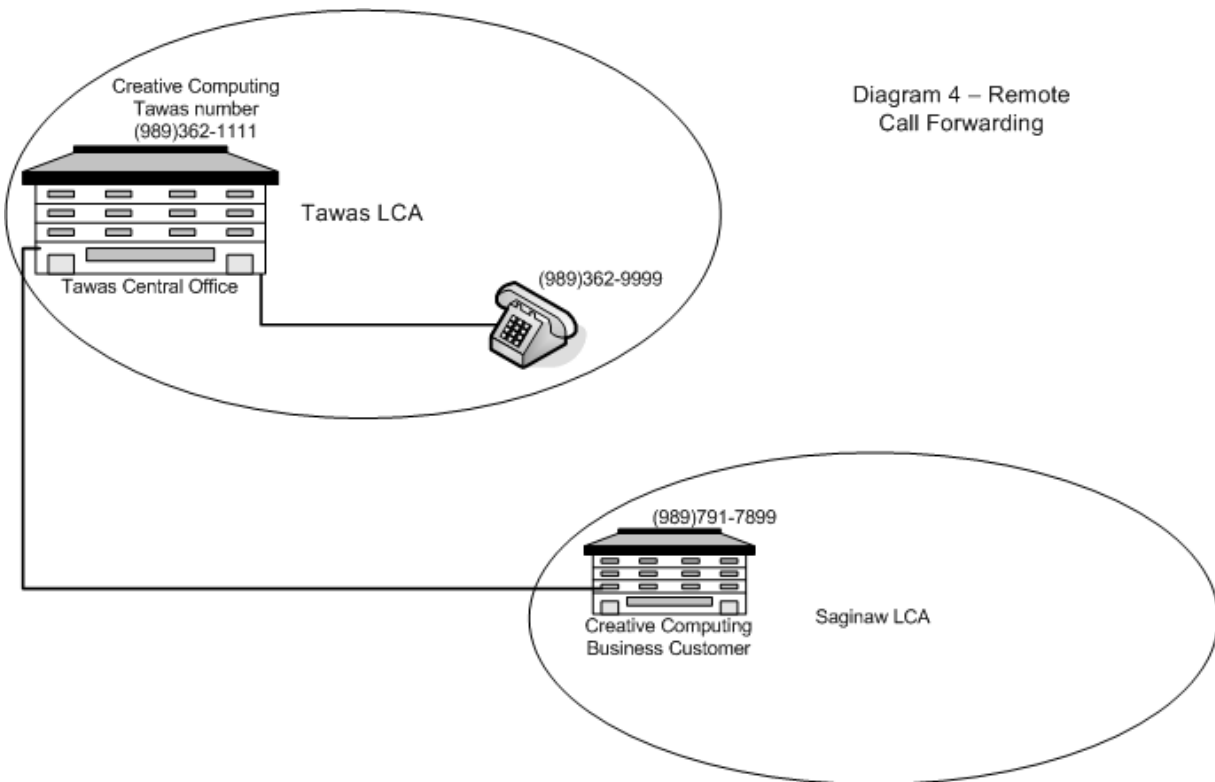 Creative Computing
Tawas number
(989)362-1111
Diagram 4 – Remote
Call Forwarding
Tawas LCA
Tawas Central Office
(989)362-9999
(989)791-7899
Creative Computing
Business Customer
Saginaw LCA